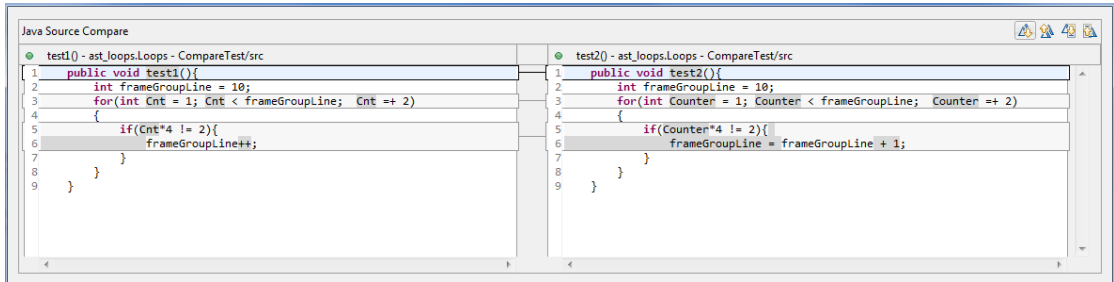 Java Source Compare
test1() - ast_loops.Loops - CompareTest/src
1 public void test1(){
2 int frameGroupLine = 10;
3 for(int Cnt = 1; Cnt < frameGroupLine; Cnt =+ 2)
4 {
5 if(Cnt*4 != 2){
6 frameGroupLine++;
7 }
8 }
9 }
test2() - ast_loops.Loops - CompareTest/src
1 public void test2(){
2 int frameGroupLine = 10;
3 for(int Counter = 1; Counter < frameGroupLine; Counter =+ 2)
4 {
5 if(Counter*4 != 2){
6 frameGroupLine = frameGroupLine + 1;
7 }
8 }
9 }